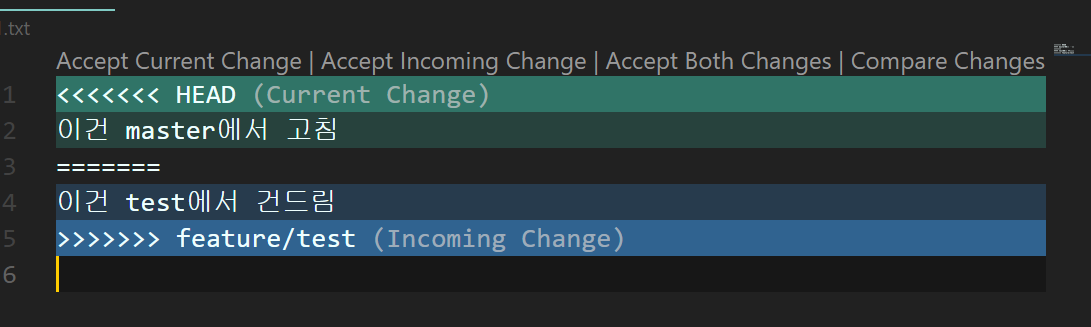 .txt
Accept Current Change | Accept Incoming Change | Accept Both Changes | Compare Changes
1 <<<<<<< HEAD (Current Change)
2 이건 master에서 고침
3 =======
4 이건 test에서 건드림
5 >>>>>>> feature/test (Incoming Change)
6